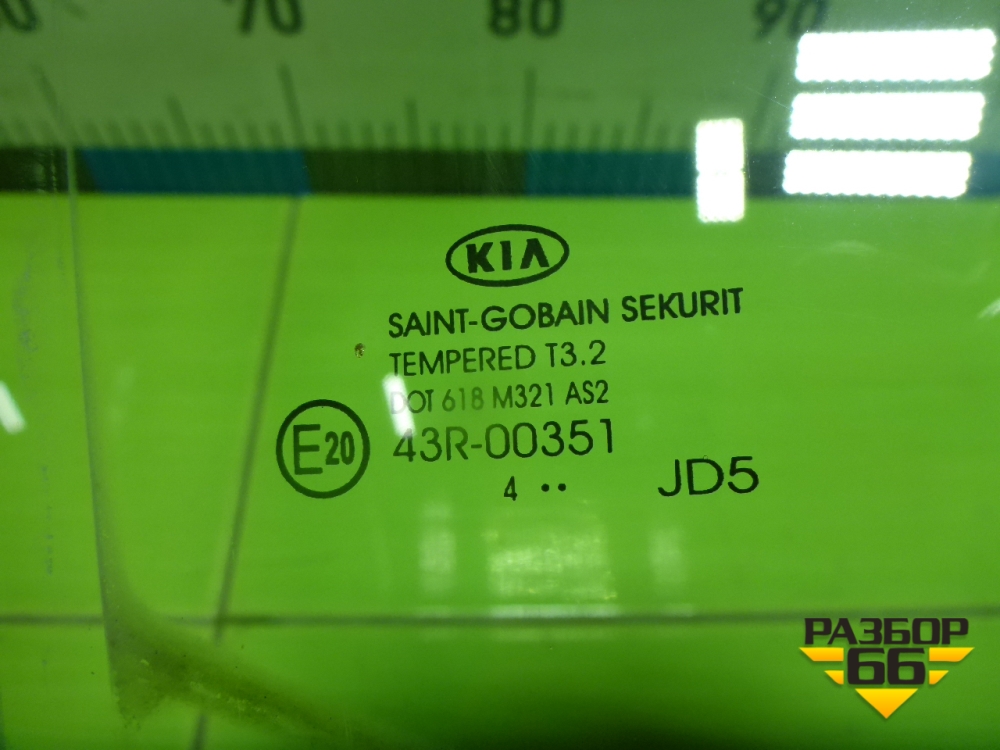 70 80 90
KIA
SAINT-GOBAIN SEKURIT
TEMPERED T3.2
DOT 618 M321 AS2
E20 43R-00351
4 •• JD5
РАЗБОР
66